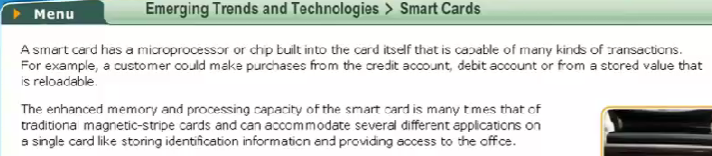 Menu
Emerging Trends and Technologies > Smart Cards
A smart card has a microprocessor or chip built into the card itself that is capable of many kinds of transactions.
For example, a customer could make purchases from the credit account, debit account or from a stored value that
is reloadable.
The enhanced memory and processing capacity of the smart card is many times that of
traditional magnetic-stripe cards and can accommodate several different applications on
a single card like storing identification information and providing access to the office.